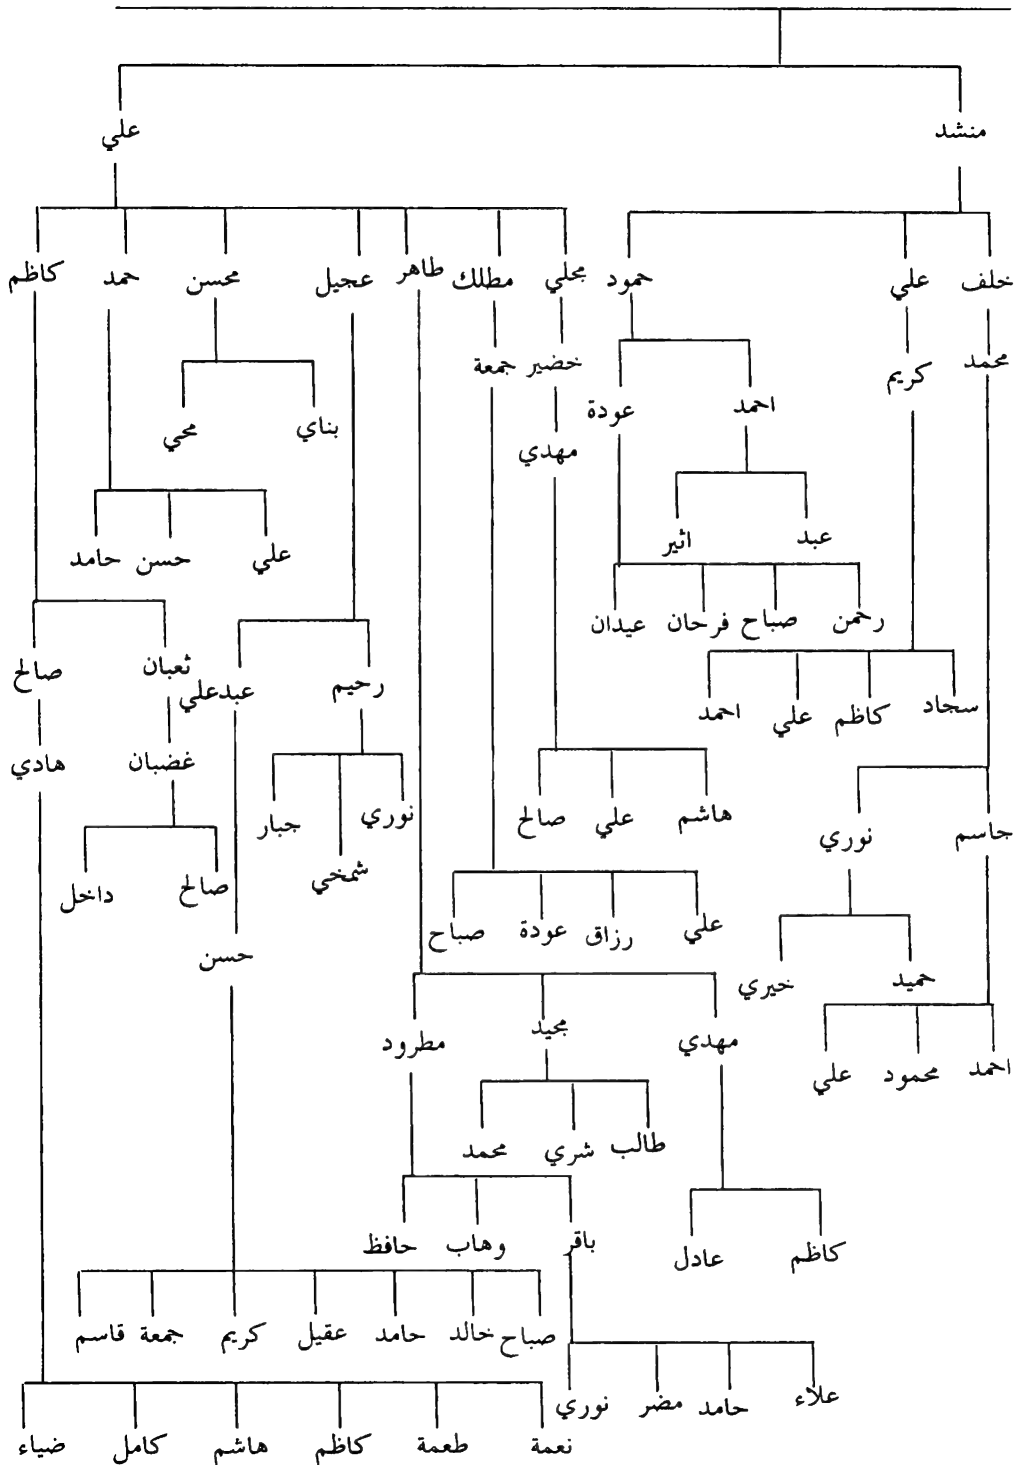 منشد علي
خلف علي حمود مجلي مطلك طاهر عجيل محسن حمد كاظم
محمد كريم خضير جمعة
احمد عودة بناي محي
مهدي
عبد اثير علي حسن حامد
رحمن صباح فرحان عيدان
سجاد كاظم علي احمد رحيم عبدعلي ثعبان صالح
غضبان هادي
جاسم نوري هاشم علي صالح نوري شمخي جبار
صالح داخل
علي رزاق عودة صباح
حميد خيري حسن
مهدي مجيد مطرود
احمد محمود علي
طالب شري محمد
كاظم عادل باقر وهاب حافظ
صباح خالد حامد عقيل كريم جمعة قاسم
علاء حامد مضر نوري
نعمة طعمة كاظم هاشم كامل ضياء